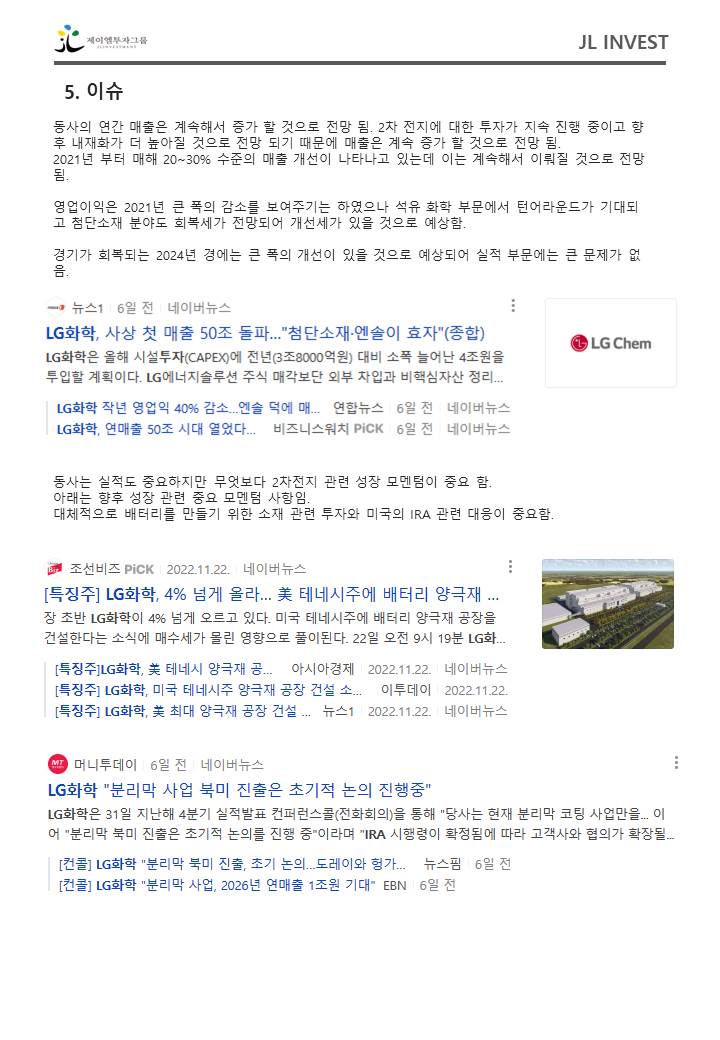 제이엘투자그룹
JL INVESTMENT
JL INVEST
5. 이슈
동사의 연간 매출은 계속해서 증가 할 것으로 전망 됨. 2차 전지에 대한 투자가 지속 진행 중이고 향
후 내재화가 더 높아질 것으로 전망 되기 때문에 매출은 계속 증가 할 것으로 전망 됨.
2021년 부터 매해 20~30% 수준의 매출 개선이 나타나고 있는데 이는 계속해서 이뤄질 것으로 전망
됨.
영업이익은 2021년 큰 폭의 감소를 보여주기는 하였으나 석유 화학 부문에서 턴어라운드가 기대되
고 첨단소재 분야도 회복세가 전망되어 개선세가 있을 것으로 예상함.
경기가 회복되는 2024년 경에는 큰 폭의 개선이 있을 것으로 예상되어 실적 부문에는 큰 문제가 없
음.
뉴스1 6일 전 네이버뉴스
LG화학, 사상 첫 매출 50조 돌파..."첨단소재·엔솔이 효자"(종합)
LG화학은 올해 시설투자(CAPEX)에 전년(3조8000억원) 대비 소폭 늘어난 4조원을
투입할 계획이다. LG에너지솔루션 주식 매각보단 외부 차입과 비핵심자산 정리...
LG Chem
LG화학 작년 영업익 40% 감소...엔솔 덕에 매... 연합뉴스 6일 전 네이버뉴스
LG화학, 연매출 50조 시대 열었다... 비즈니스워치 PiCK 6일 전 네이버뉴스
동사는 실적도 중요하지만 무엇보다 2차전지 관련 성장 모멘텀이 중요 함.
아래는 향후 성장 관련 중요 모멘텀 사항임.
대체적으로 배터리를 만들기 위한 소재 관련 투자와 미국의 IRA 관련 대응이 중요함.
Biz 조선비즈 PiCK 2022.11.22. 네이버뉴스
[특징주] LG화학, 4% 넘게 올라... 美 테네시주에 배터리 양극재 ...
장 초반 LG화학이 4% 넘게 오르고 있다. 미국 테네시주에 배터리 양극재 공장을
건설한다는 소식에 매수세가 몰린 영향으로 풀이된다. 22일 오전 9시 19분 LG화...
[특징주]LG화학, 美 테네시 양극재 공... 아시아경제 2022.11.22. 네이버뉴스
[특징주] LG화학, 미국 테네시주 양극재 공장 건설 소... 이투데이 2022.11.22.
[특징주] LG화학, 美 최대 양극재 공장 건설 ... 뉴스1 2022.11.22. 네이버뉴스
MT 머니투데이 6일 전 네이버뉴스
LG화학 "분리막 사업 북미 진출은 초기적 논의 진행중"
LG화학은 31일 지난해 4분기 실적발표 컨퍼런스콜(전화회의)을 통해 "당사는 현재 분리막 코팅 사업만을... 이
어 "분리막 북미 진출은 초기적 논의를 진행 중"이라며 "IRA 시행령이 확정됨에 따라 고객사와 협의가 확장될...
[컨콜] LG화학 "분리막 북미 진출, 초기 논의...도레이와 헝가... 뉴스핌 6일 전
[컨콜] LG화학 "분리막 사업, 2026년 연매출 1조원 기대" EBN 6일 전